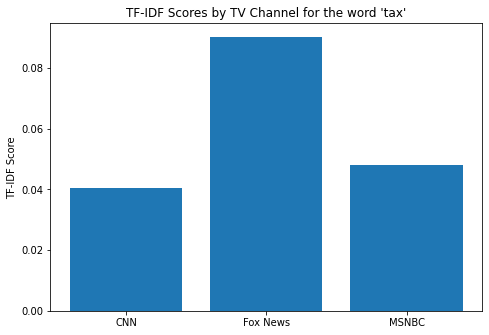 TF-IDF Scores by TV Channel for the word 'tax'
TF-IDF Score
0.08
0.06
0.04
0.02
0.00
CNN
Fox News
MSNBC